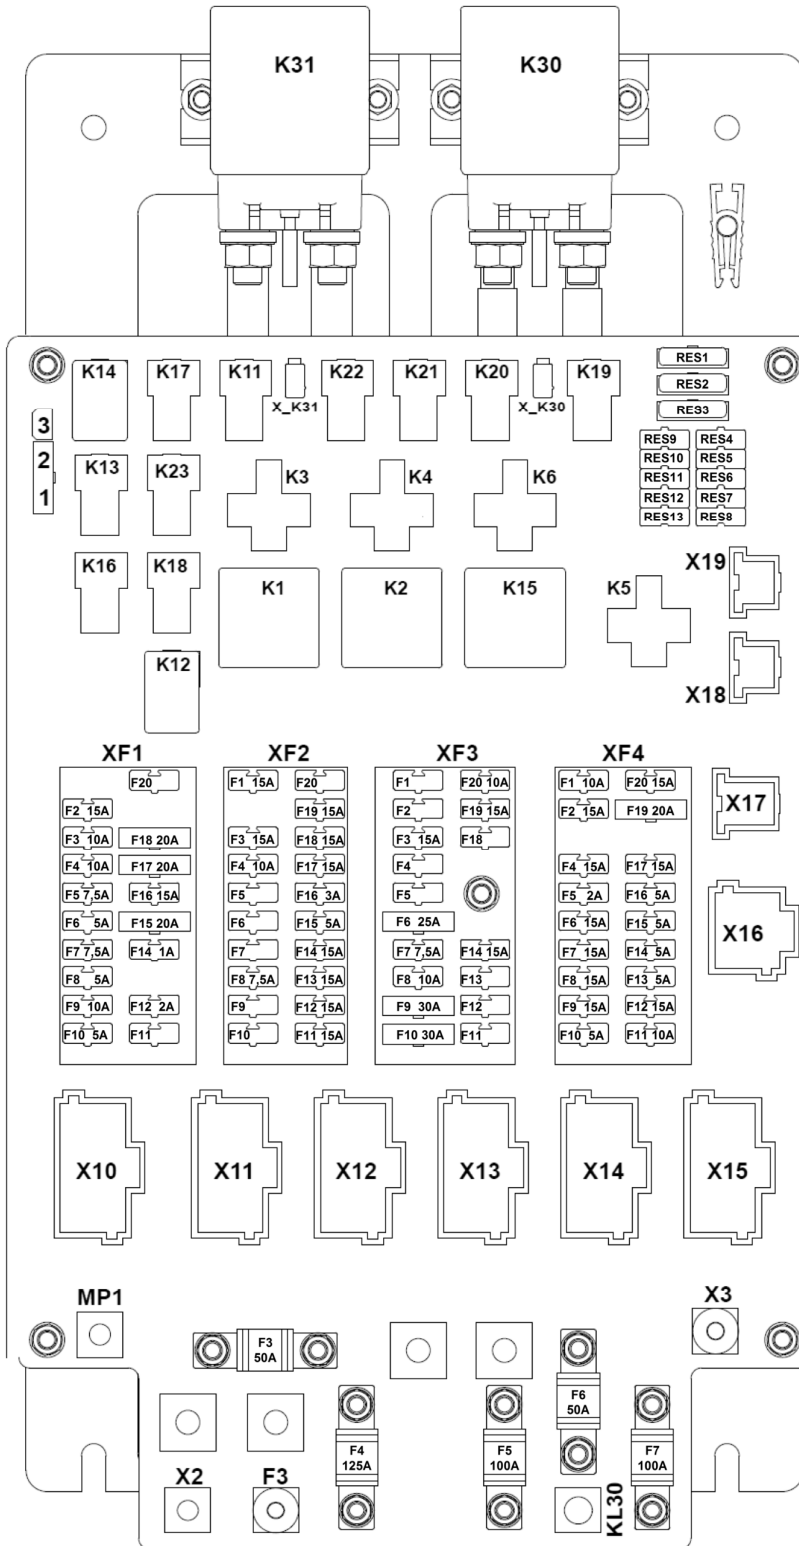 K31 K30
K14 K17 K11 K22 K21 K20 K19 RES1
RES2
X_K31 X_K30 RES3
3
2
1
K13 K23 K3 K4 K6
RES9 RES4
RES10 RES5
RES11 RES6
RES12 RES7
RES13 RES8
K16 K18 K1 K2 K15 K5 X19
K12 X18
XF1
F20
F2 15A
F3 10A F18 20A
F4 10A F17 20A
F5 7,5A F16 15A
F6 5A F15 20A
F7 7,5A F14 1A
F8 5A
F9 10A F12 2A
F10 5A F11
XF2
F1 15A F20
F19 15A
F3 15A F18 15A
F4 10A F17 15A
F5 F16 3A
F6 F15 5A
F7 F14 15A
F8 7,5A F13 15A
F9 F12 15A
F10 F11 15A
XF3
F1 F20 10A
F2 F19 15A
F3 15A F18
F4
F5
F6 25A
F7 7,5A F14 15A
F8 10A F13
F9 30A F12
F10 30A F11
XF4
F1 10A F20 15A
F2 15A F19 20A
F4 15A F17 15A
F5 2A F16 5A
F6 15A F15 5A
F7 15A F14 5A
F8 15A F13 5A
F9 15A F12 15A
F10 5A F11 10A
X17
X16
X10 X11 X12 X13 X14 X15
MP1 X3
F3
50A
F6
50A
F4
125A
F5
100A
F7
100A
X2 F3 KL30